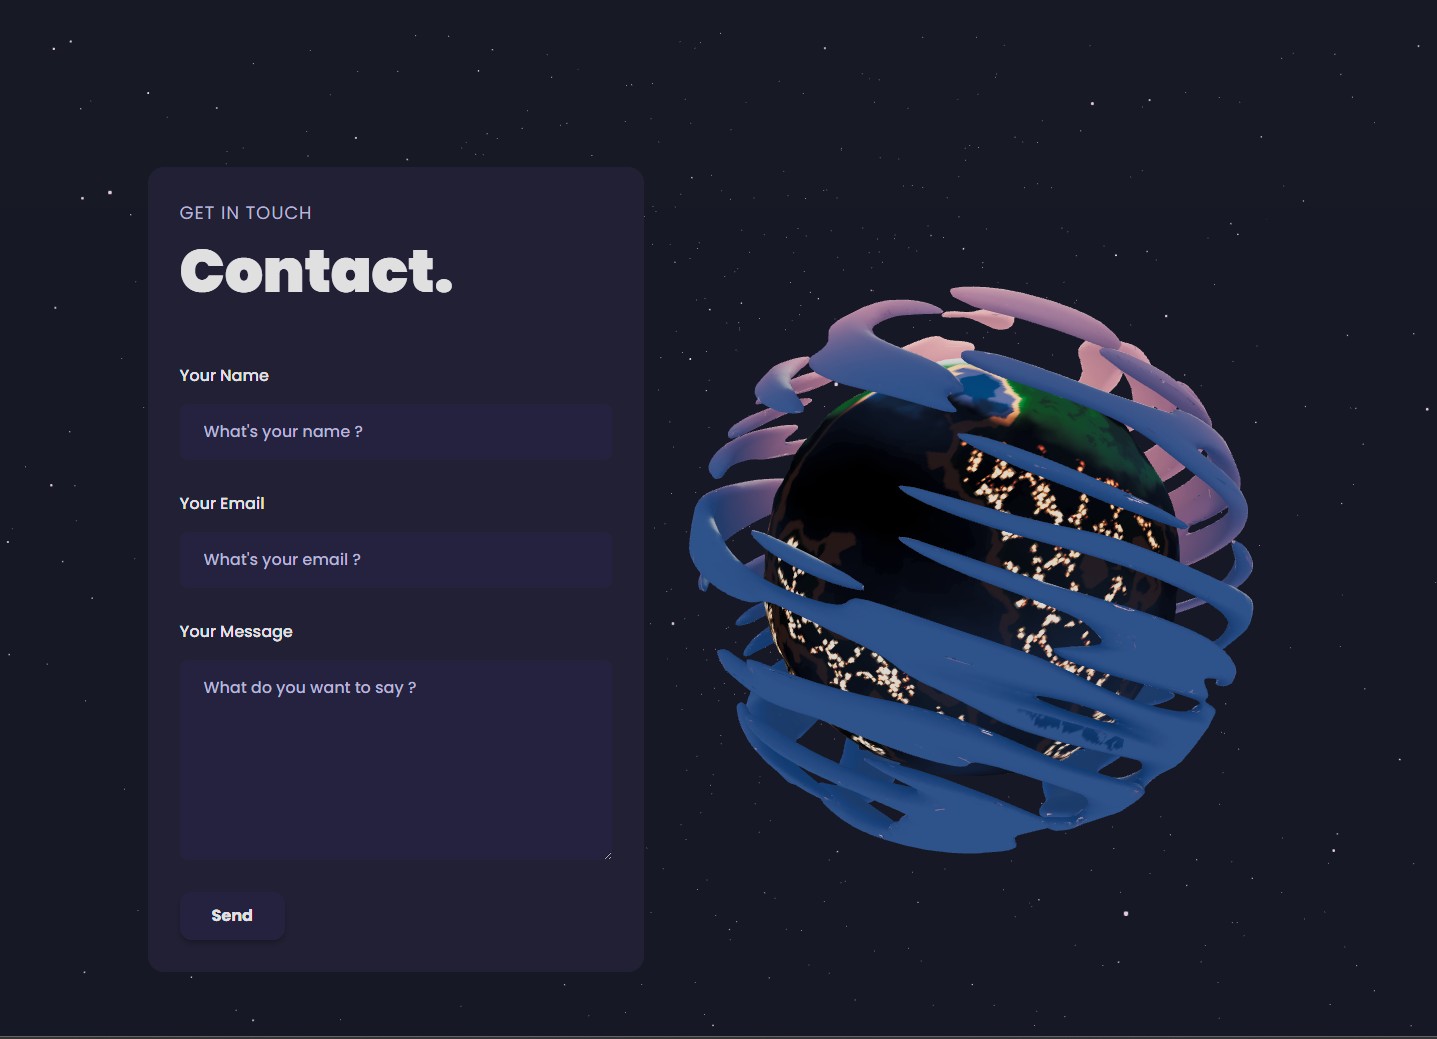 GET IN TOUCH
Contact.
Your Name
What's your name ?
Your Email
What's your email ?
Your Message
What do you want to say ?
Send